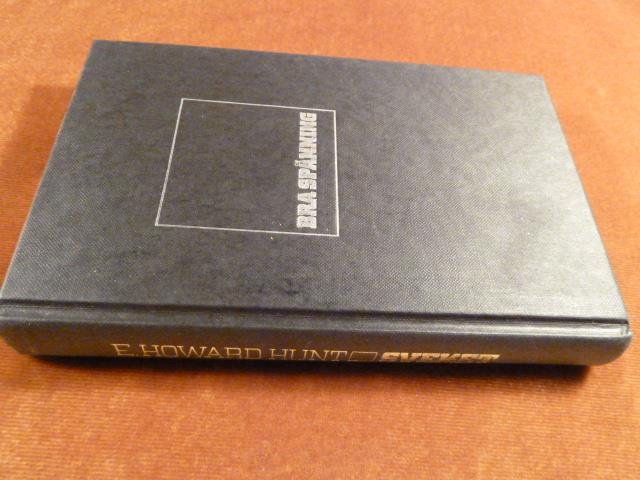 BRA SPÄNNING
E. HOWARD HUNT SVEKET